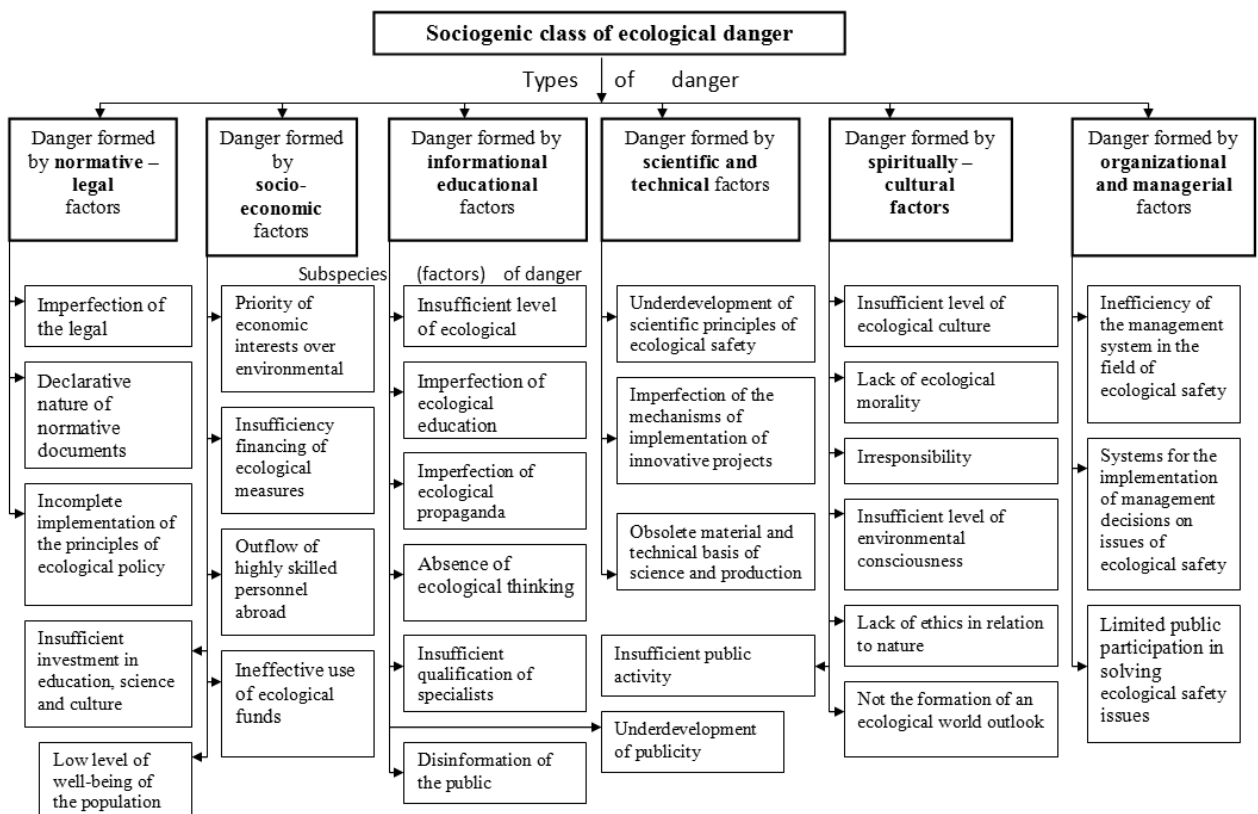 Sociogenic class of ecological danger
Types of danger
Danger formed
by normative –
legal
factors
Danger formed
by
socio-
economic
factors
Danger formed by
informational
educational
factors
Danger formed by
scientific and
technical factors
Danger formed by
spiritually –
cultural
factors
Danger formed by
organizational
and managerial
factors
Subspecies (factors) of danger
Imperfection of
the legal
Declarative
nature of
normative
documents
Incomplete
implementation of
the principles of
ecological policy
Insufficient
investment in
education, science
and culture
Low level of
well-being of
the population
Priority of
economic
interests over
environmental
Insufficiency
financing of
ecological
measures
Outflow of
highly skilled
personnel
abroad
Ineffective use
of ecological
funds
Insufficient level
of ecological
Imperfection of
ecological
education
Imperfection of
ecological
propaganda
Absence of
ecological thinking
Insufficient
qualification of
specialists
Disinformation of
the public
Underdevelopment of
scientific principles of
ecological safety
Imperfection of the
mechanisms of
implementation of
innovative projects
Obsolete material and
technical basis of
science and production
Insufficient public
activity
Underdevelopment
of publicity
Insufficient level of
ecological culture
Lack of ecological
morality
Irresponsibility
Insufficient level of
environmental
consciousness
Lack of ethics in relation
to nature
Not the formation of an
ecological world outlook
Inefficiency of
the management
system in the
field of
ecological safety
Systems for the
implementation
of management
decisions on
issues of
ecological safety
Limited public
participation in
solving
ecological safety
issues